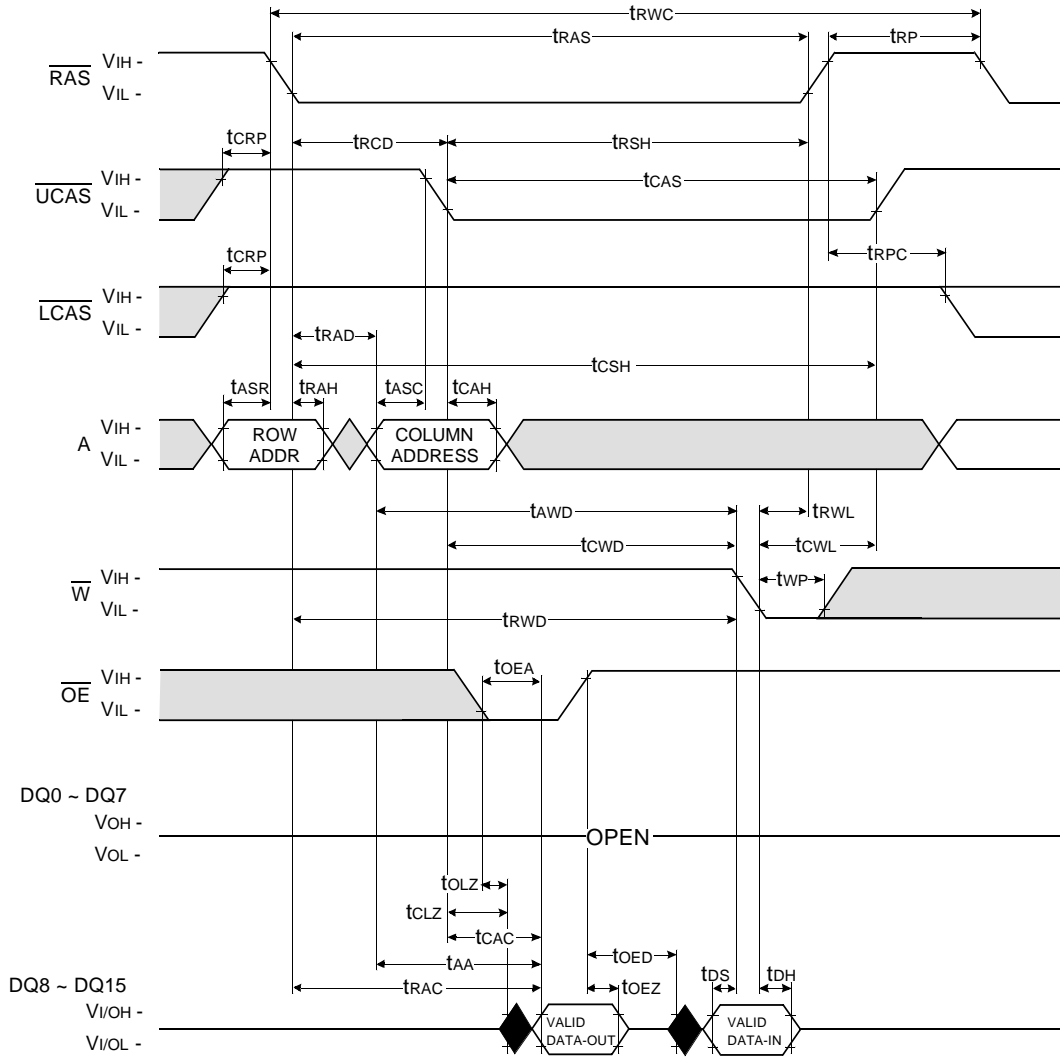 tRWC
tRAS
tRP
RAS
VIH -
VIL -
tCRP
tRCD
tRSH
UCAS
VIH -
VIL -
tCAS
tCRP
tRPC
LCAS
VIH -
VIL -
tRAD
tCSH
tASR
tRAH
tASC
tCAH
A
VIH -
VIL -
ROW
ADDR
COLUMN
ADDRESS
tAWD
tRWL
tCWD
tCWL
W
VIH -
VIL -
tWP
tRWD
OE
VIH -
VIL -
tOEA
DQ0 ~ DQ7
VOH -
VOL -
OPEN
tOLZ
tCLZ
tCAC
tAA
tOED
tRAC
tOEZ
tDS
tDH
DQ8 ~ DQ15
VI/OH -
VI/OL -
VALID
DATA-OUT
VALID
DATA-IN